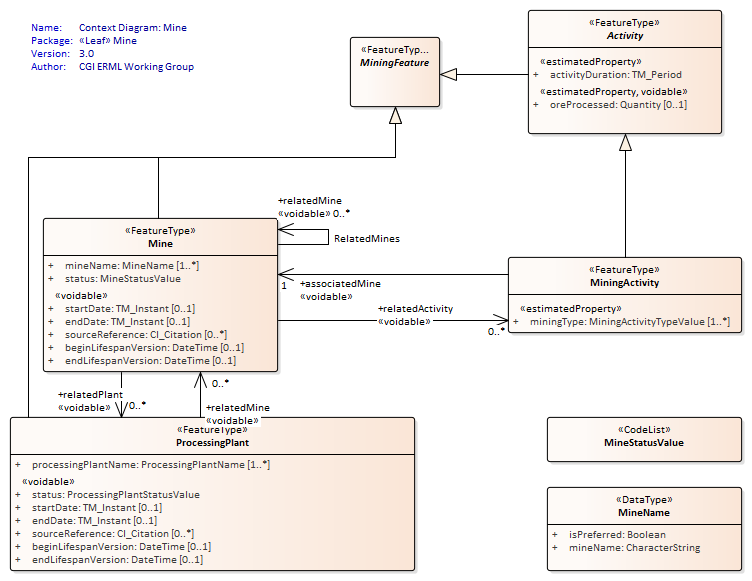 Name: Context Diagram: Mine
Package: «Leaf» Mine
Version: 3.0
Author: CGI ERML Working Group
«FeatureTyp...
MiningFeature
«FeatureType»
Activity
«estimatedProperty»
+ activityDuration: TM_Period
«estimatedProperty, voidable»
+ oreProcessed: Quantity [0..1]
+relatedMine
«voidable» 0..*
RelatedMines
«FeatureType»
Mine
+ mineName: MineName [1..*]
+ status: MineStatusValue
«voidable»
+ startDate: TM_Instant [0..1]
+ endDate: TM_Instant [0..1]
+ sourceReference: CI_Citation [0..*]
+ beginLifespanVersion: DateTime [0..1]
+ endLifespanVersion: DateTime [0..1]
1
+associatedMine
«voidable»
+relatedActivity
«voidable»
0..*
«FeatureType»
MiningActivity
«estimatedProperty»
+ miningType: MiningActivityTypeValue [1..*]
+relatedPlant
«voidable»
0..*
0..*
+relatedMine
«voidable»
«FeatureType»
ProcessingPlant
+ processingPlantName: ProcessingPlantName [1..*]
«voidable»
+ status: ProcessingPlantStatusValue
+ startDate: TM_Instant [0..1]
+ endDate: TM_Instant [0..1]
+ sourceReference: CI_Citation [0..*]
+ beginLifespanVersion: DateTime [0..1]
+ endLifespanVersion: DateTime [0..1]
«CodeList»
MineStatusValue
«DataType»
MineName
+ isPreferred: Boolean
+ mineName: CharacterString